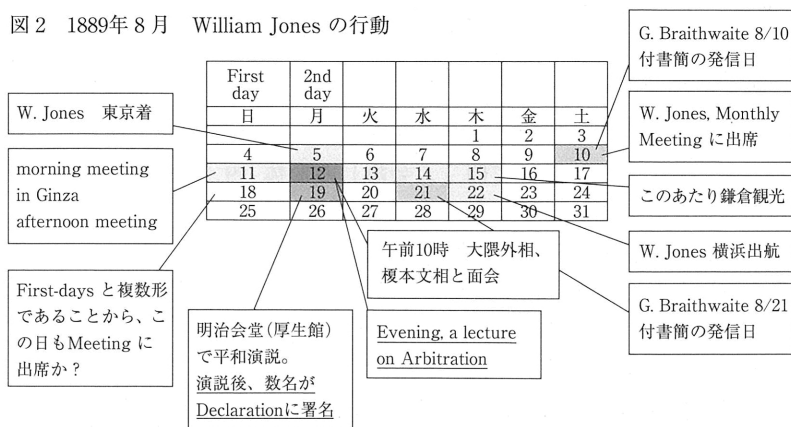 図2 1889年8月 William Jones の行動
G. Braithwaite 8/10
付書簡の発信日
First
day
2nd
day
日 月 火 水 木 金 土
1 2 3
4 5 6 7 8 9 10
11 12 13 14 15 16 17
18 19 20 21 22 23 24
25 26 27 28 29 30 31
W. Jones 東京着
W. Jones, Monthly
Meeting に出席
morning meeting
in Ginza
afternoon meeting
このあたり鎌倉観光
午前10時 大隈外相、
榎本文相と面会
W. Jones 横浜出航
First-days と複数形
であることから、こ
の日もMeeting に
出席か?
明治会堂(厚生館)
で平和演説。
演説後、数名が
Declarationに署名
Evening, a lecture
on Arbitration
G. Braithwaite 8/21
付書簡の発信日